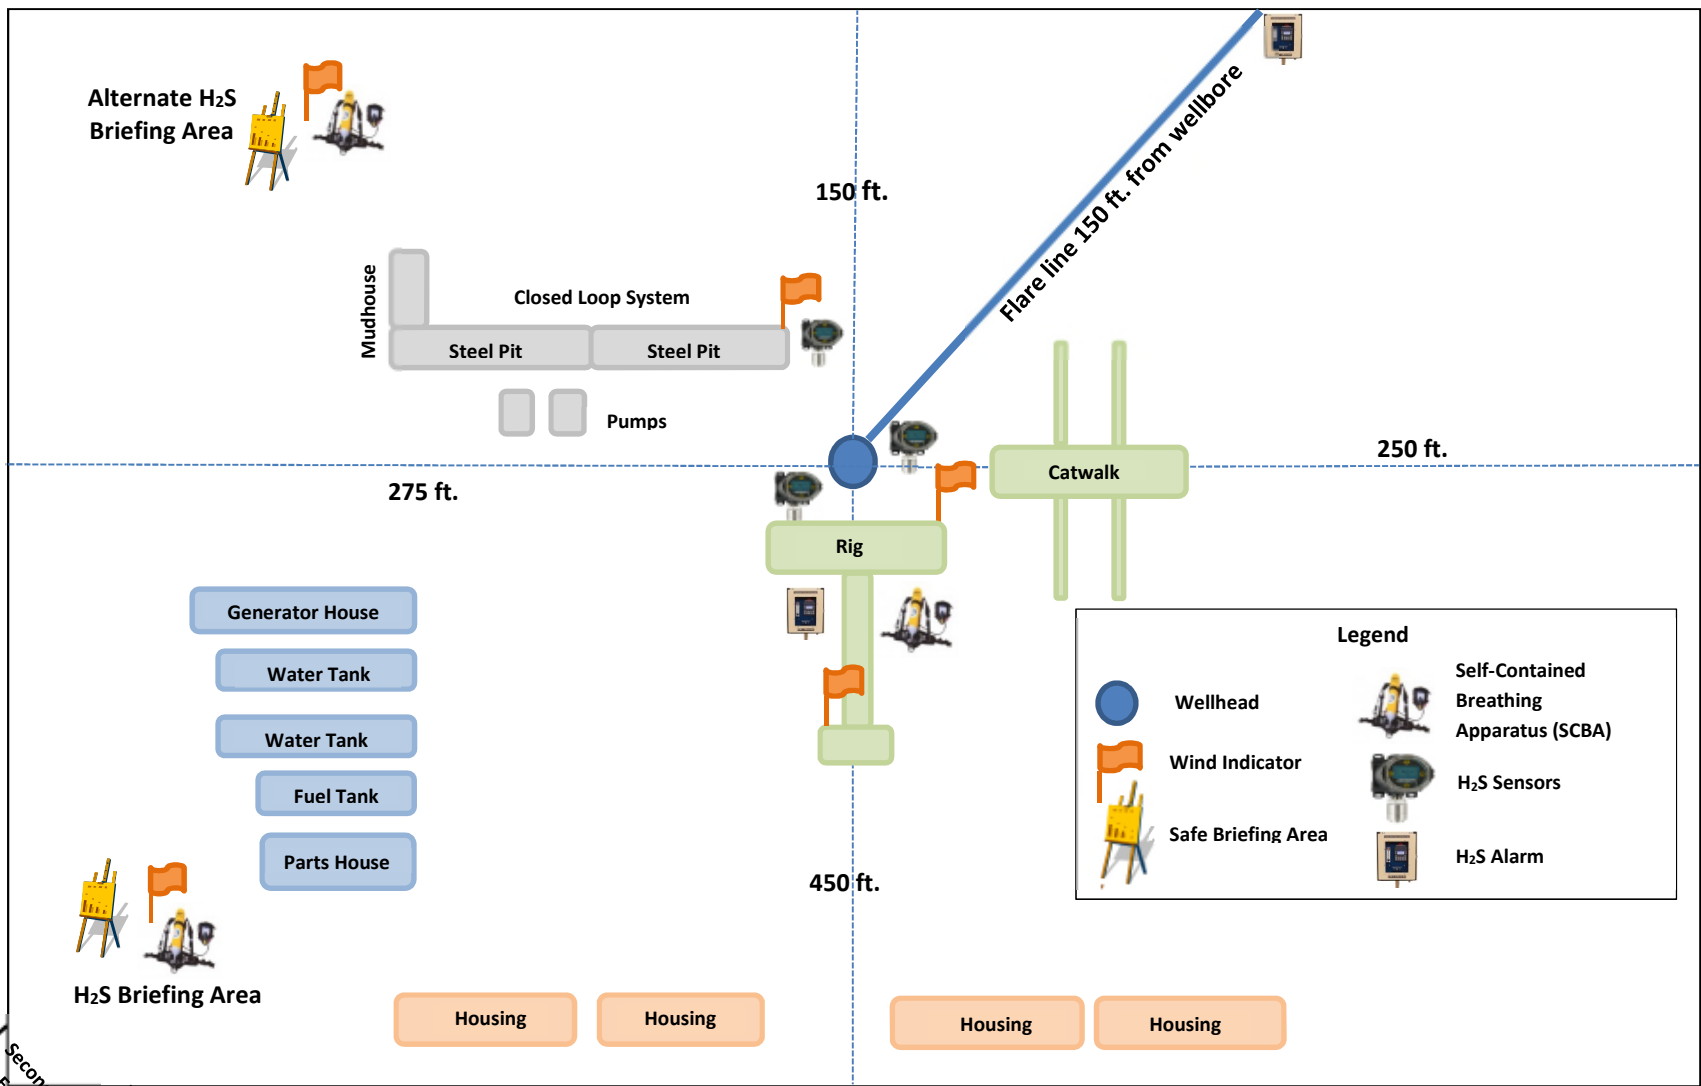 Alternate H₂S
Briefing Area
150 ft.
Flare line 150 ft. from wellbore
Mudhouse
Closed Loop System
Steel Pit
Steel Pit
Pumps
250 ft.
Catwalk
275 ft.
Rig
Generator House
Water Tank
Water Tank
Fuel Tank
Parts House
450 ft.
Legend
Wellhead
Wind Indicator
Safe Briefing Area
Self-Contained
Breathing
Apparatus (SCBA)
H₂S Sensors
H₂S Alarm
H₂S Briefing Area
Housing
Housing
Housing
Housing